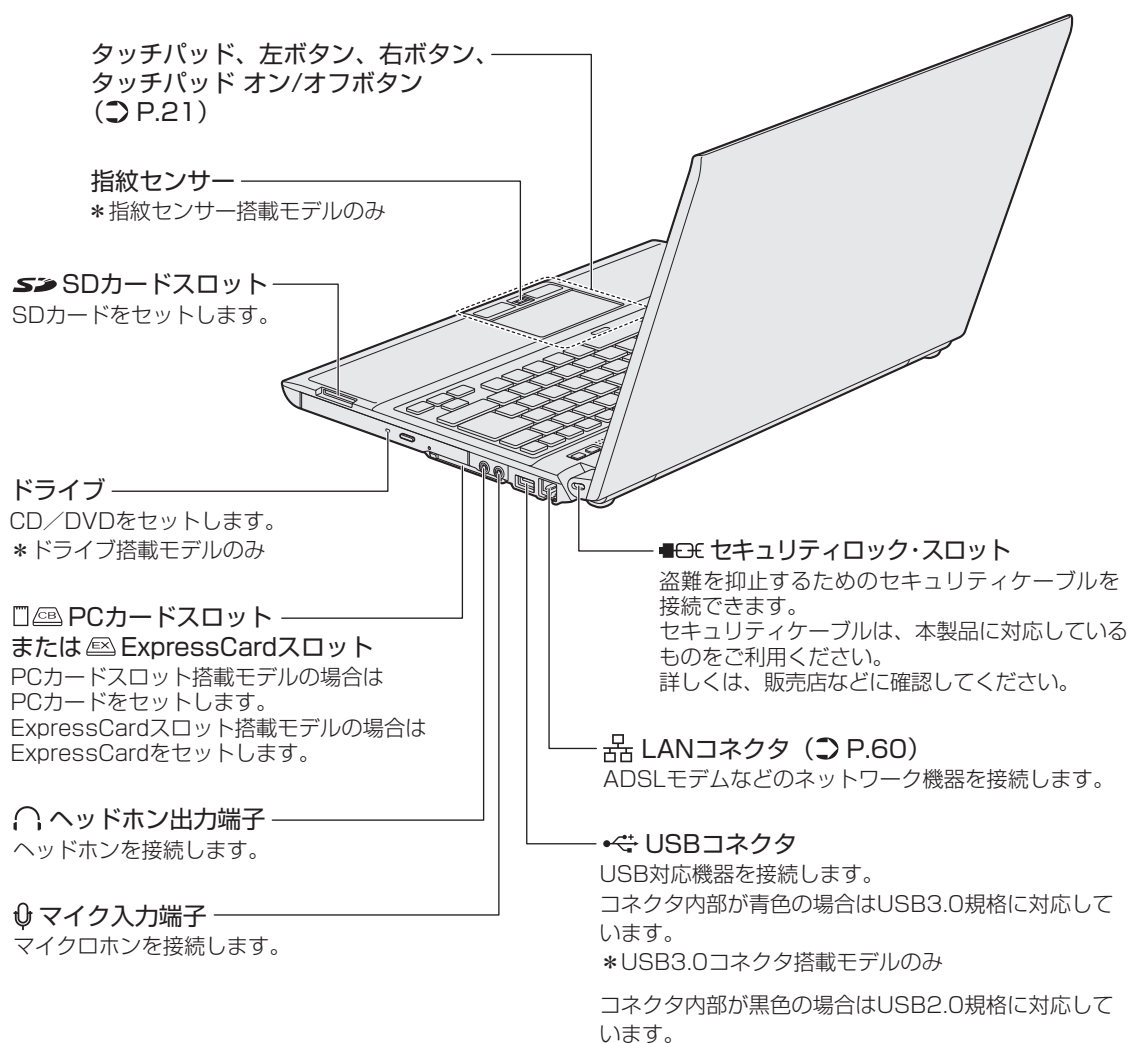 タッチパッド、左ボタン、右ボタン、
タッチパッド オン/オフボタン
（ P.21）
指紋センサー
＊指紋センサー搭載モデルのみ
SD SDカードスロット
SDカードをセットします。
ドライブ
CD／DVDをセットします。
＊ドライブ搭載モデルのみ
CB PCカードスロット
または EX ExpressCardスロット
PCカードスロット搭載モデルの場合は
PCカードをセットします。
ExpressCardスロット搭載モデルの場合は
ExpressCardをセットします。
ヘッドホン出力端子
ヘッドホンを接続します。
マイク入力端子
マイクロホンを接続します。
セキュリティロック・スロット
盗難を抑止するためのセキュリティケーブルを
接続できます。
セキュリティケーブルは、本製品に対応している
ものをご利用ください。
詳しくは、販売店などに確認してください。
LANコネクタ（ P.60）
ADSLモデムなどのネットワーク機器を接続します。
USBコネクタ
USB対応機器を接続します。
コネクタ内部が青色の場合はUSB3.0規格に対応して
います。
＊USB3.0コネクタ搭載モデルのみ
コネクタ内部が黒色の場合はUSB2.0規格に対応して
います。